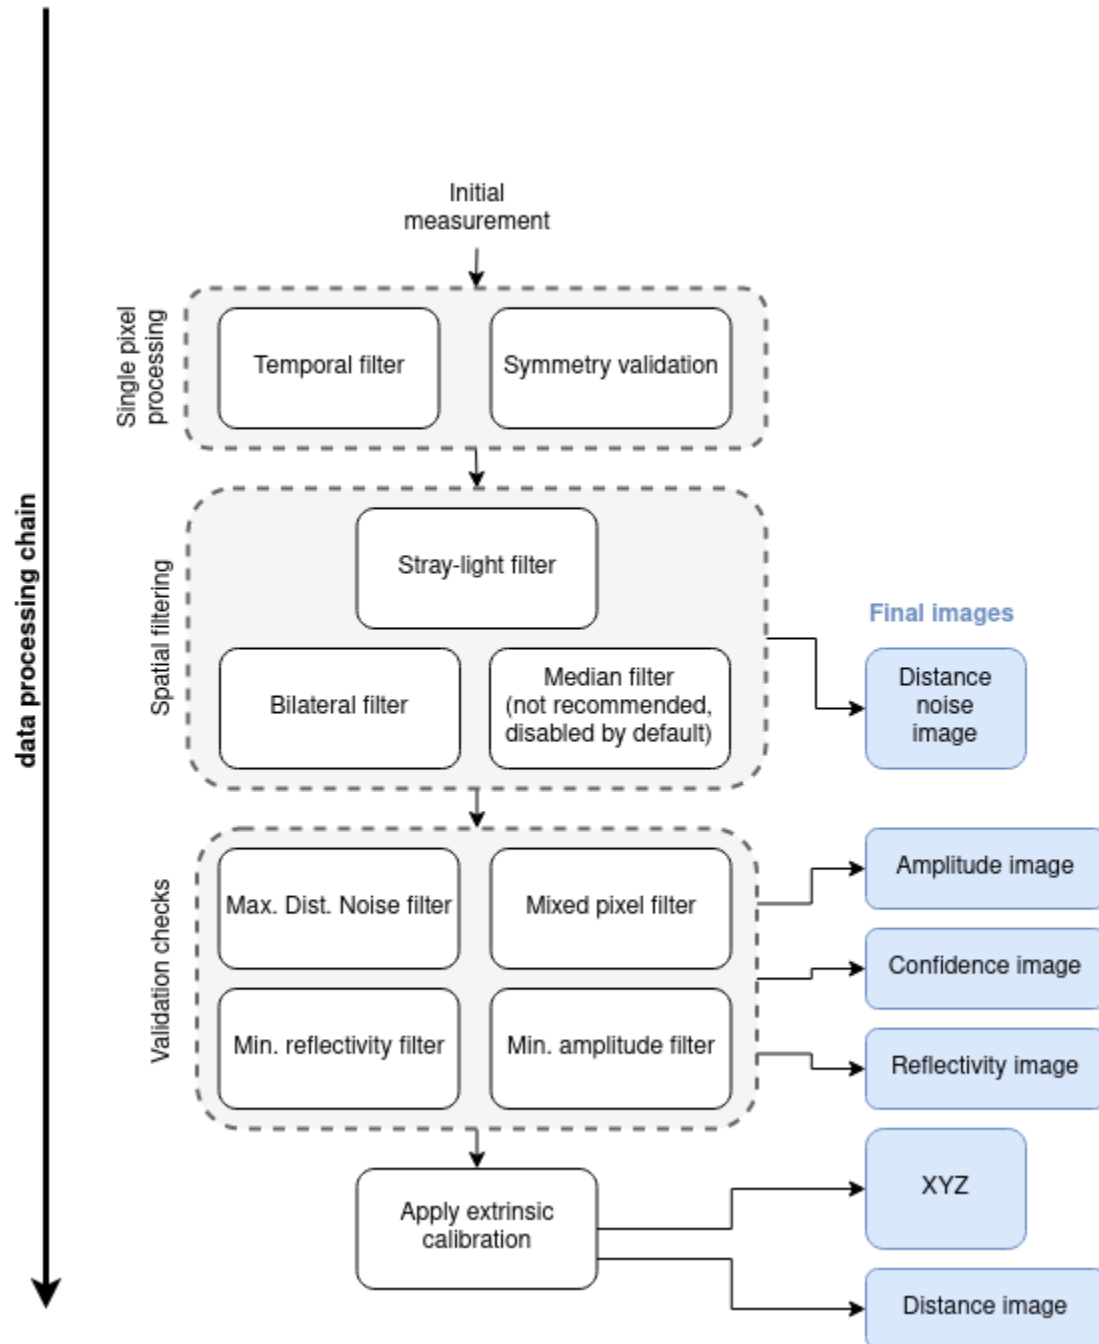 Initial
measurement
Single pixel
processing
Temporal filter
Symmetry validation
data processing chain
Spatial filtering
Stray-light filter
Bilateral filter
Median filter
(not recommended,
disabled by default)
Final images
Distance
noise
image
Validation checks
Max. Dist. Noise filter
Mixed pixel filter
Min. reflectivity filter
Min. amplitude filter
Amplitude image
Confidence image
Reflectivity image
Apply extrinsic
calibration
XYZ
Distance image